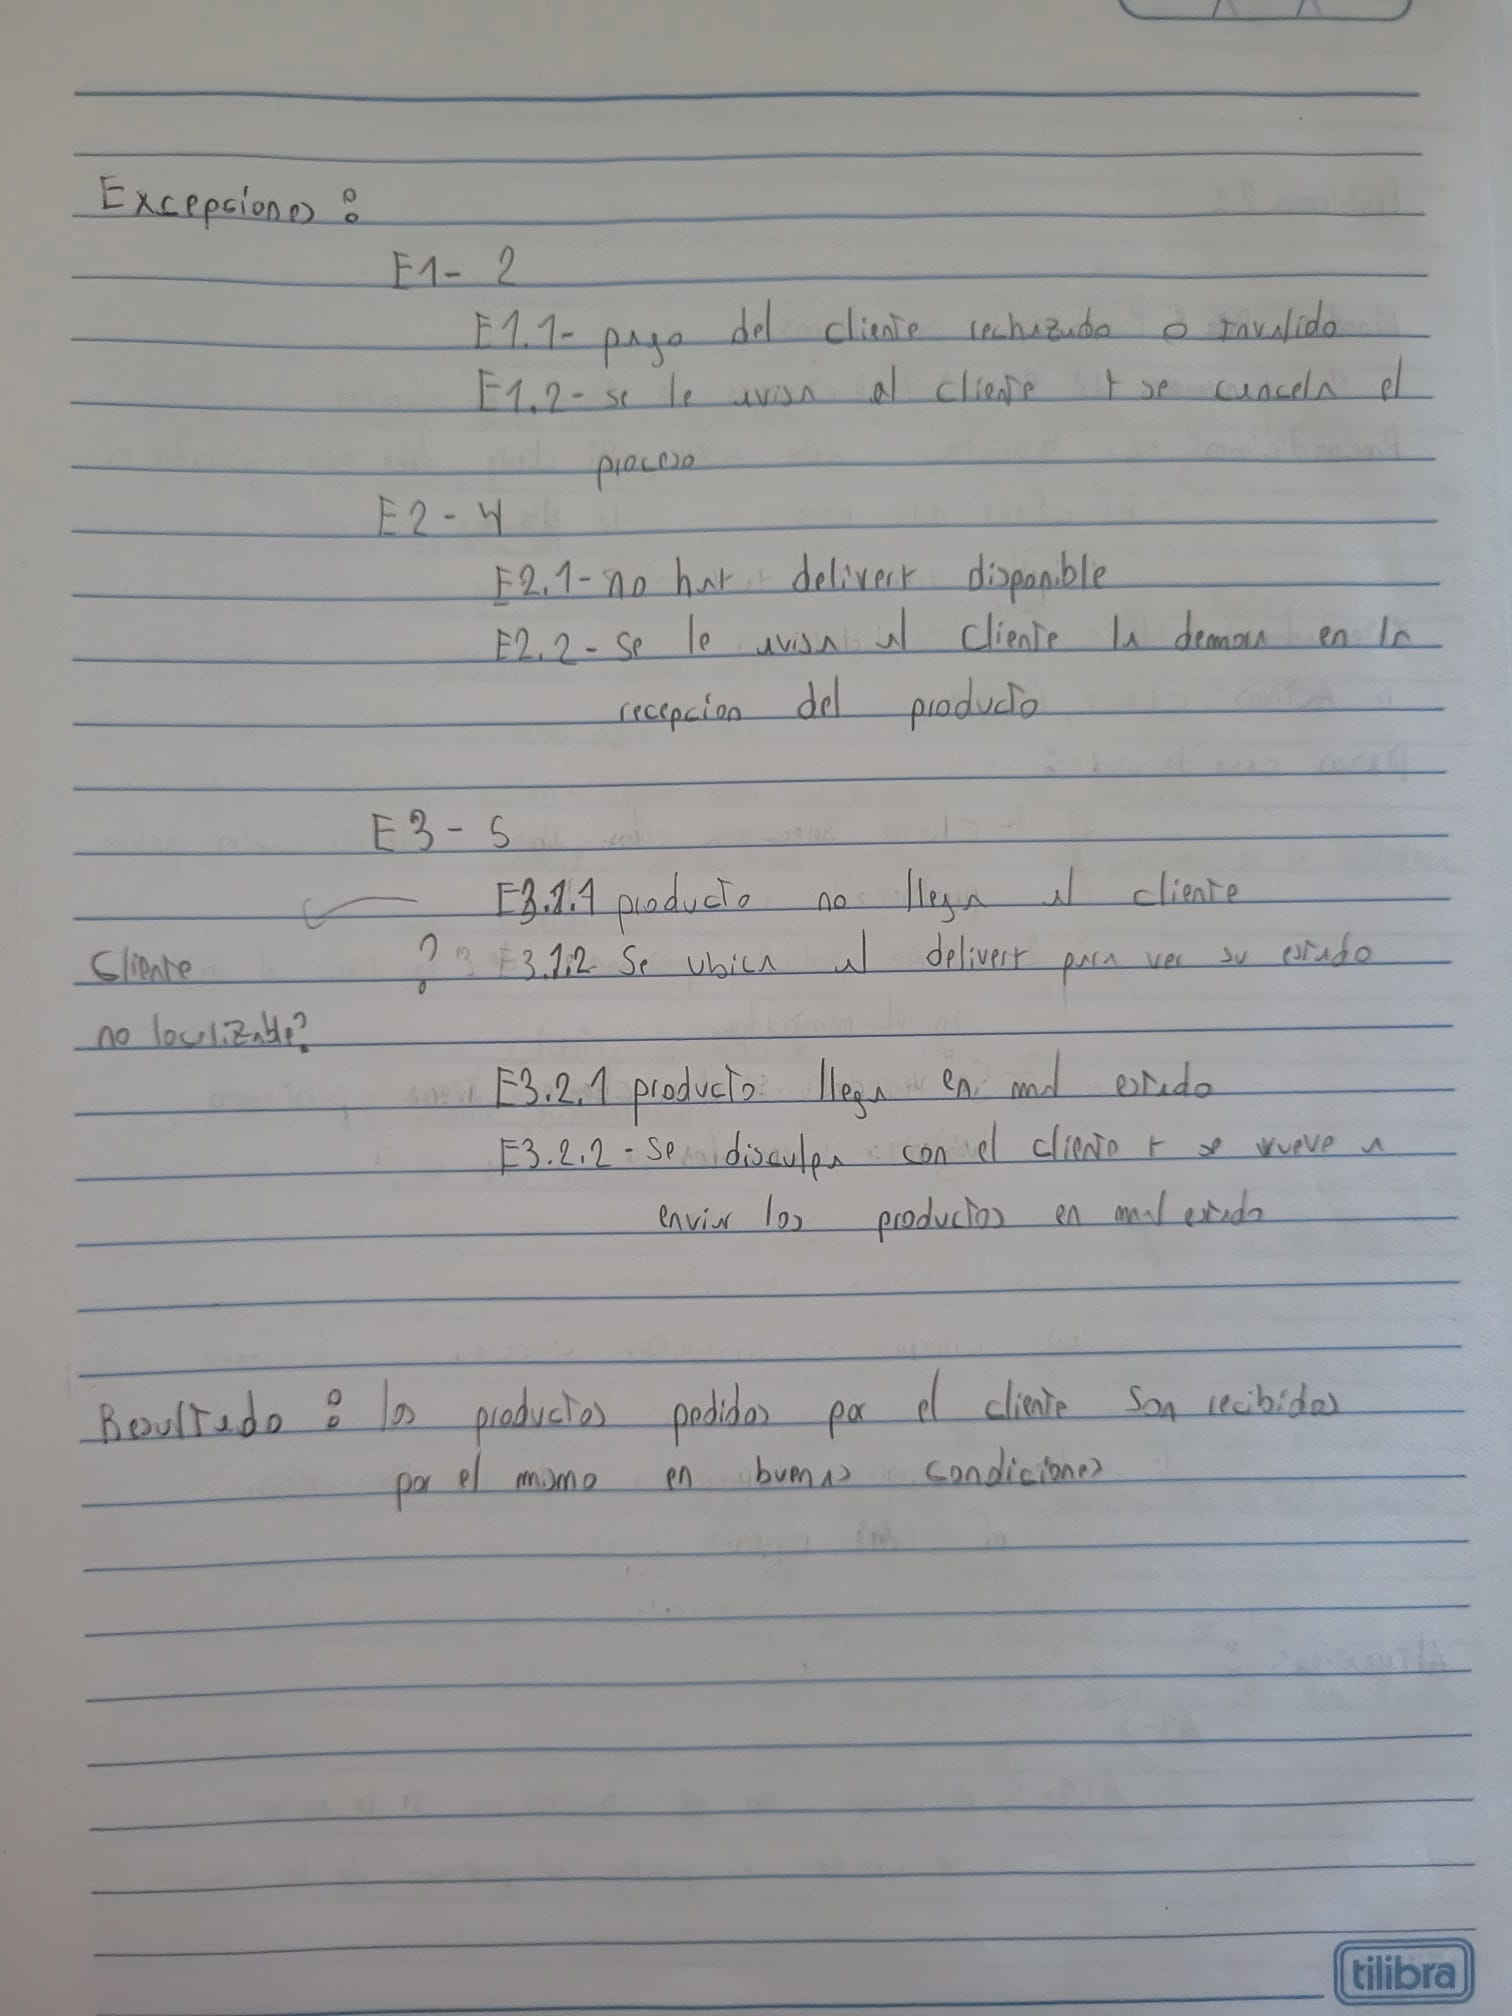 Excepciones:
E1- 2
E1.1- pago del cliente rechazado o invalido
E1.2- se le avisa al cliente y se cancela el
proceso
E2 - 4
E2.1- no hay delivery disponible
E2.2- se le avisa al cliente la demora en la
recepcion del producto
E3 - 5
E3.1.1 producto no llega al cliente
Cliente ? E3.1.2 Se ubica al delivery para ver su estado
no localizable?
E3.2.1 producto llega en mal estado
E3.2.2 - se disculpa con el cliente y se vueve a
enviar los productos en mal estado
Resultado: los productos pedidos por el cliente son recibidos
por el mismo en buenas condiciones
tilibra